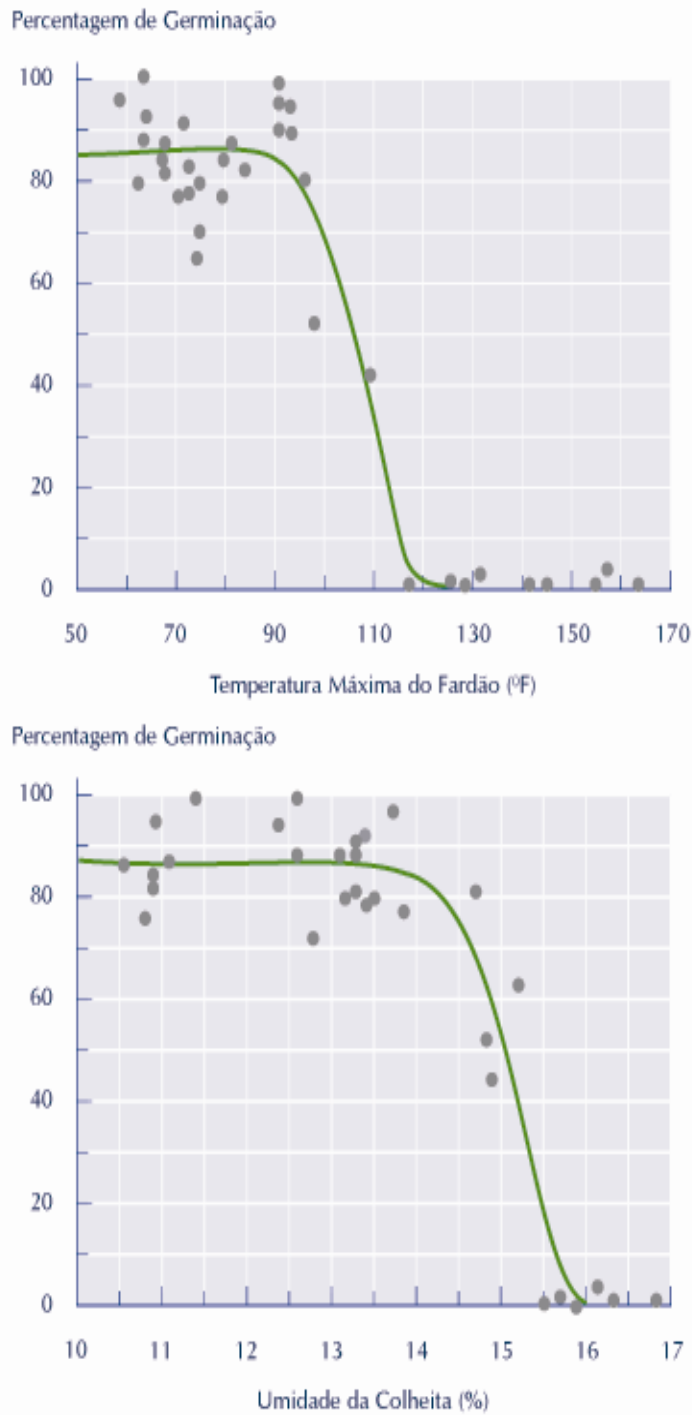 Percentagem de Germinação
100
80
60
40
20
0
50 70 90 110 130 150 170
Temperatura Máxima do Fardão (ºF)
Percentagem de Germinação
100
80
60
40
20
0
10 11 12 13 14 15 16 17
Umidade da Colheita (%)